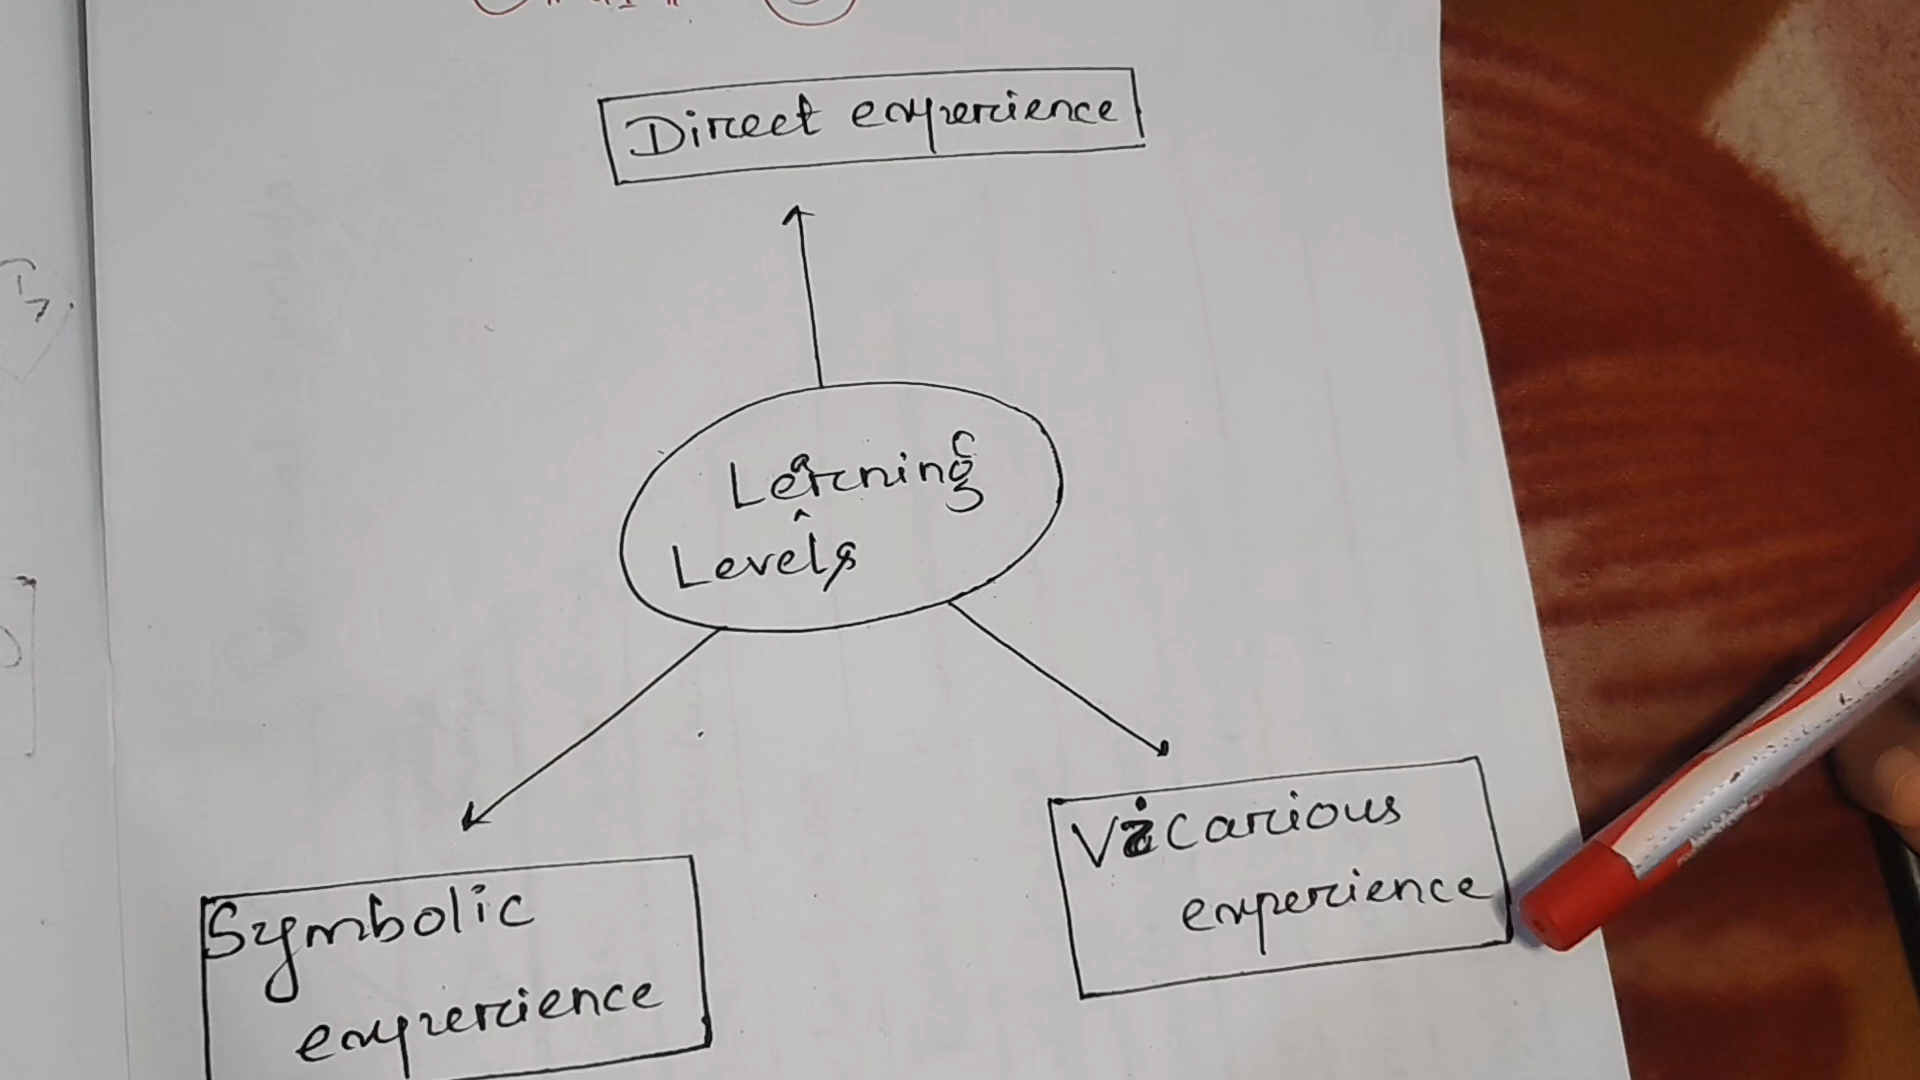 Direct experience
Learning
Levels
Vicarious
experience
Symbolic
experience